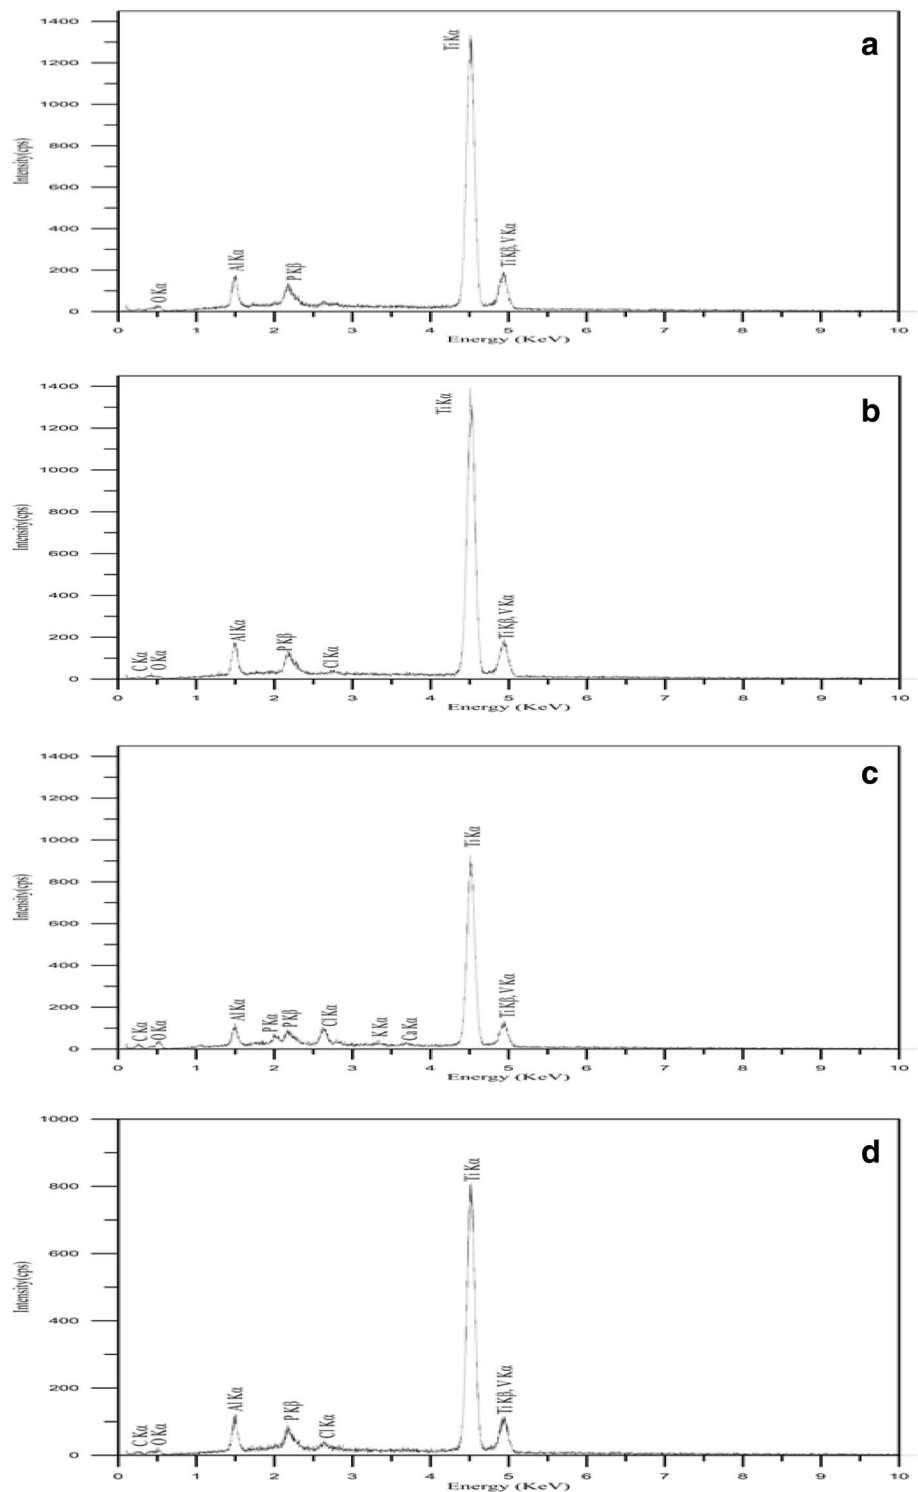 a
1400
1200
1000
800
600
400
200
0
Intensity(cps)
O Kα
Al Kα
P Kβ
Ti Kα
Ti Kβ, V Kα
0 1 2 3 4 5 6 7 8 9 10
Energy (KeV)
b
1400
1200
1000
800
600
400
200
0
Intensity(cps)
C Kα
O Kα
Al Kα
P Kβ
Cl Kα
Ti Kα
Ti Kβ, V Kα
0 1 2 3 4 5 6 7 8 9 10
Energy (KeV)
c
1400
1200
1000
800
600
400
200
0
Intensity(cps)
C Kα
O Kα
Al Kα
P Kα
P Kβ
Cl Kα
K Kα
Ca Kα
Ti Kα
Ti Kβ, V Kα
0 1 2 3 4 5 6 7 8 9 10
Energy (KeV)
d
1000
800
600
400
200
0
Intensity(cps)
C Kα
O Kα
Al Kα
P Kβ
Cl Kα
Ti Kα
Ti Kβ, V Kα
0 1 2 3 4 5 6 7 8 9 10
Energy (KeV)